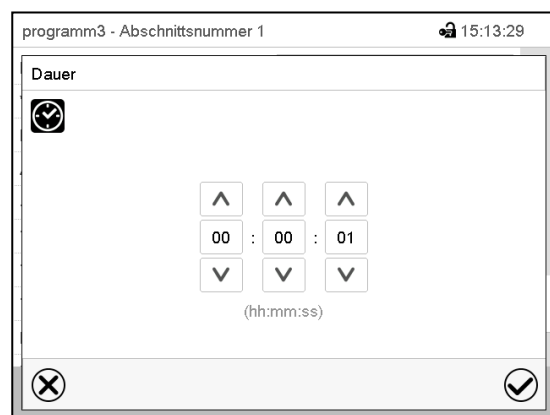 programm3 - Abschnittsnummer 1 15:13:29
Dauer
00 : 00 : 01
(hh:mm:ss)